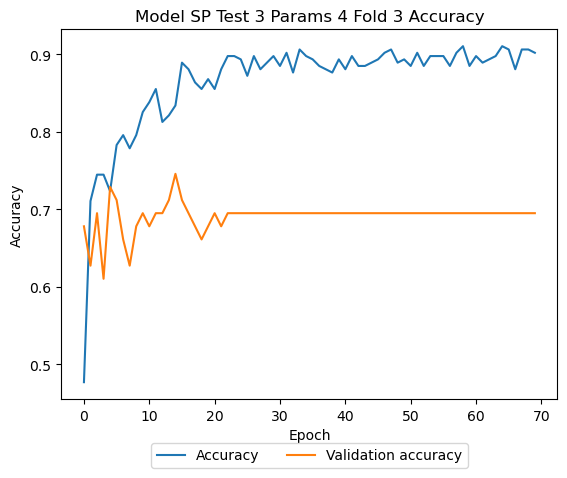 Model SP Test 3 Params 4 Fold 3 Accuracy
Accuracy
0.9
0.8
0.7
0.6
0.5
0 10 20 30 40 50 60 70
Epoch
Accuracy Validation accuracy